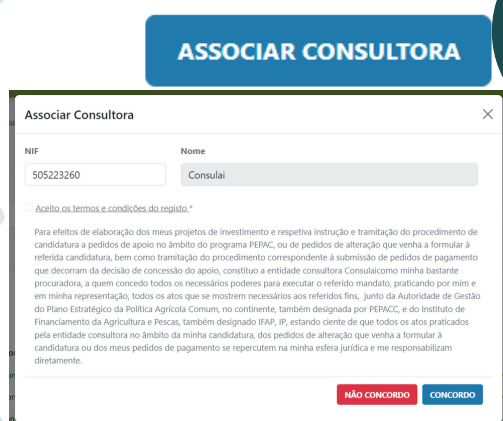 ASSOCIAR CONSULTORA
Associar Consultora
NIF
Nome
505223260
Consulai
Aceito os termos e condições do registo *
Para efeitos de elaboração dos meus projetos de investimento e respetiva instrução e tramitação do procedimento de
candidatura a pedidos de apoio no âmbito do programa PEPAC, ou de pedidos de alteração que venha a formular à
referida candidatura, bem como tramitação do procedimento correspondente à submissão de pedidos de pagamento
que decorram da decisão de concessão do apoio, constituo a entidade consultora Consulaicomo minha bastante
procuradora, a quem concedo todos os necessários poderes para executar o referido mandato, praticando por mim e
em minha representação, todos os atos que se mostrem necessários aos referidos fins, junto da Autoridade de Gestão
do Plano Estratégico da Política Agrícola Comum, no continente, também designada por PEPACC, e do Instituto de
Financiamento da Agricultura e Pescas, também designado IFAP, IP, estando ciente de que todos os atos praticados
pela entidade consultora no âmbito da minha candidatura, dos pedidos de alteração que venha a formular à
candidatura ou dos meus pedidos de pagamento se repercutem na minha esfera jurídica e me responsabilizam
diretamente.
NÃO CONCORDO
CONCORDO